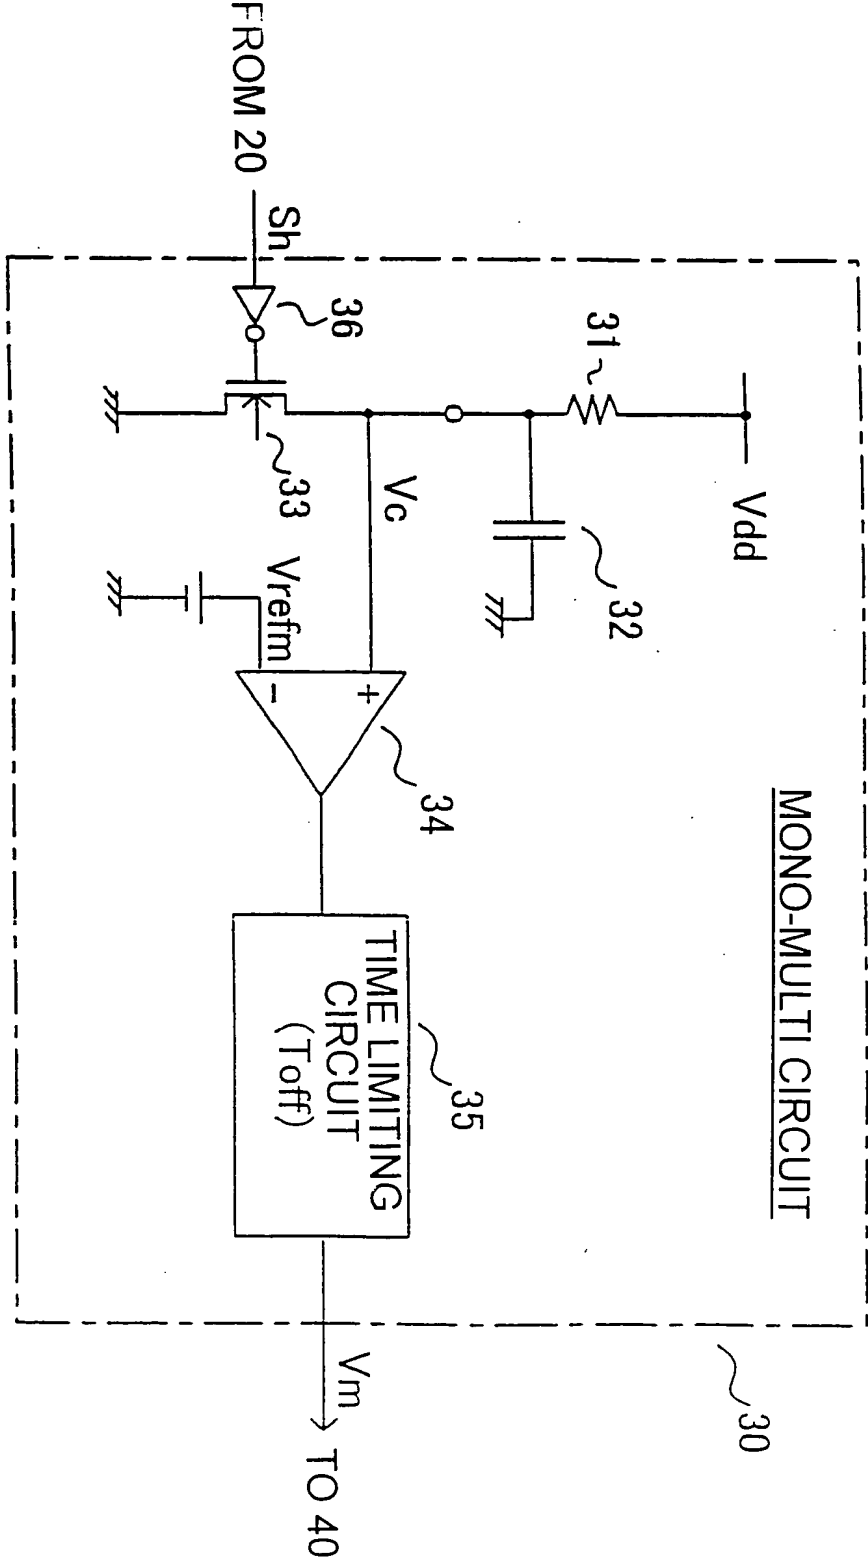 MONO-MULTI CIRCUIT
30
Vdd
31
32
FROM 20
Sh
36
33
Vc
Vrefm
+
-
34
35
TIME LIMITING
CIRCUIT
(Toff)
Vm
TO 40